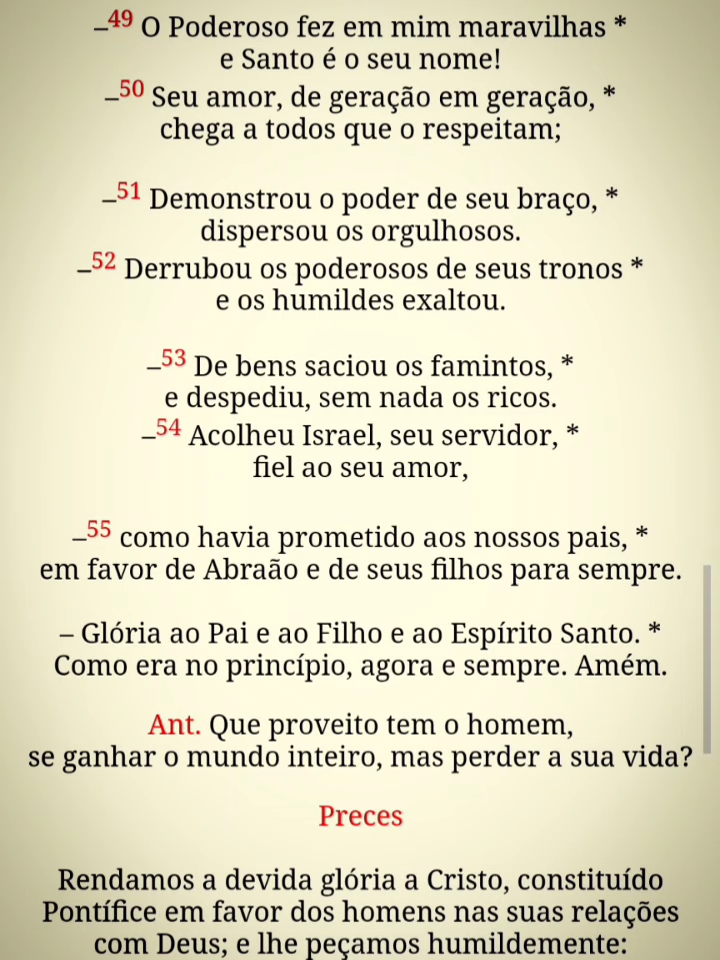 –49 O Poderoso fez em mim maravilhas *
e Santo é o seu nome!
–50 Seu amor, de geração em geração, *
chega a todos que o respeitam;
–51 Demonstrou o poder de seu braço, *
dispersou os orgulhosos.
–52 Derrubou os poderosos de seus tronos *
e os humildes exaltou.
–53 De bens saciou os famintos, *
e despediu, sem nada os ricos.
–54 Acolheu Israel, seu servidor, *
fiel ao seu amor,
–55 como havia prometido aos nossos pais, *
em favor de Abraão e de seus filhos para sempre.
– Glória ao Pai e ao Filho e ao Espírito Santo. *
Como era no princípio, agora e sempre. Amém.
Ant. Que proveito tem o homem,
se ganhar o mundo inteiro, mas perder a sua vida?
Preces
Rendamos a devida glória a Cristo, constituído
Pontífice em favor dos homens nas suas relações
com Deus; e lhe peçamos humildemente: